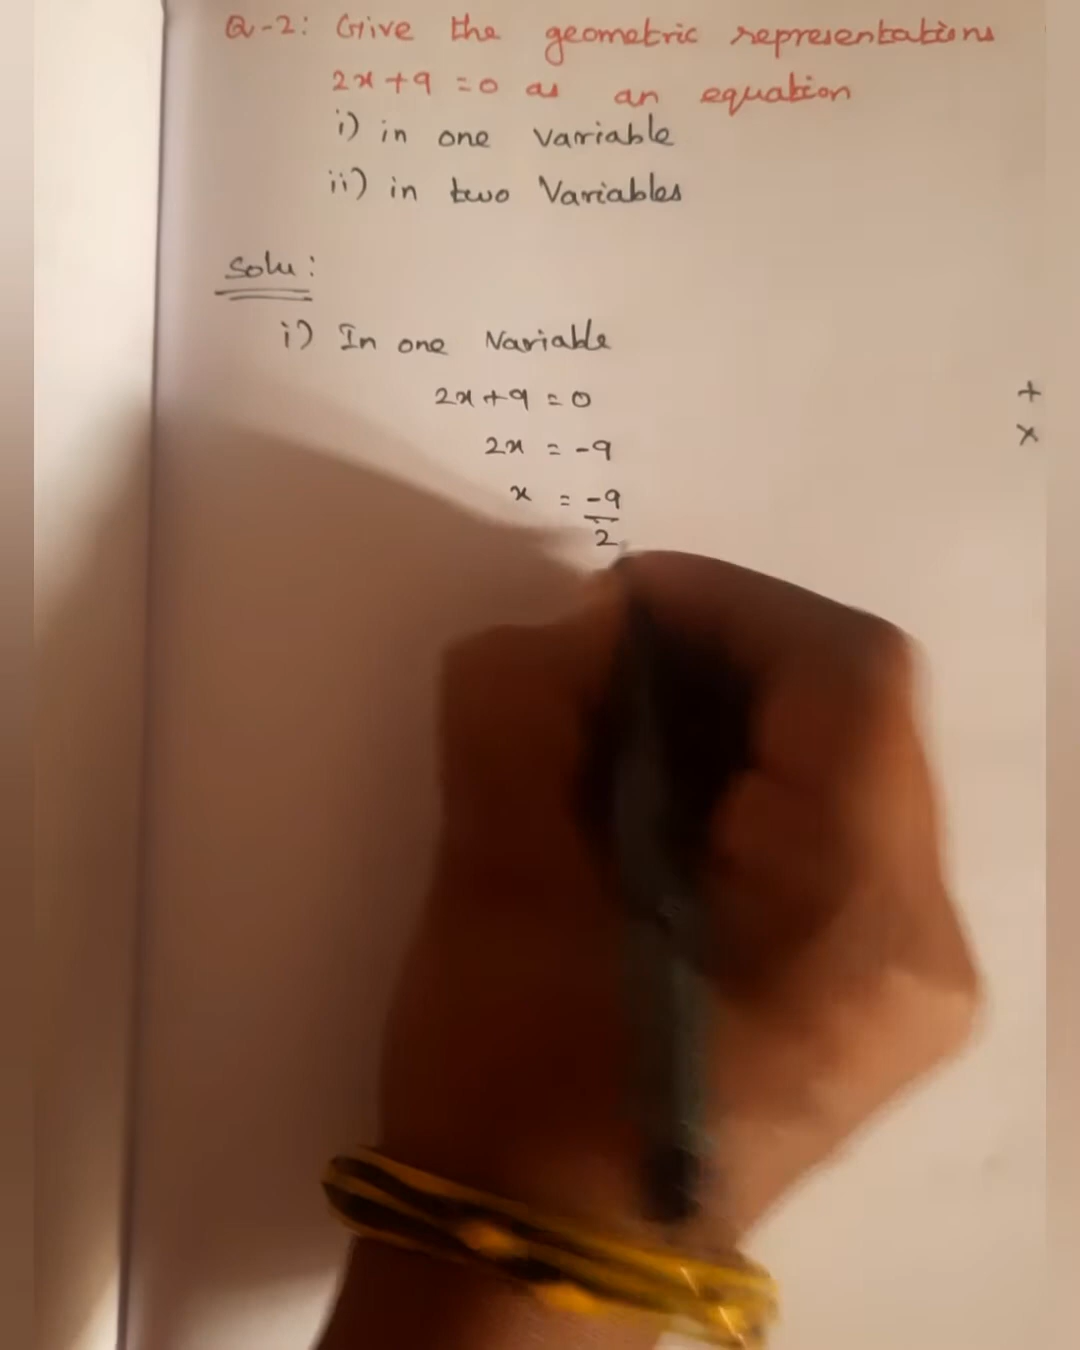 Q-2: Give the geometric representations
2x+9=0 as an equation
i) in one variable
ii) in two Variables
Solu:
i) In one Variable
2x+9=0
+
2x = -9
×
x = -9/2